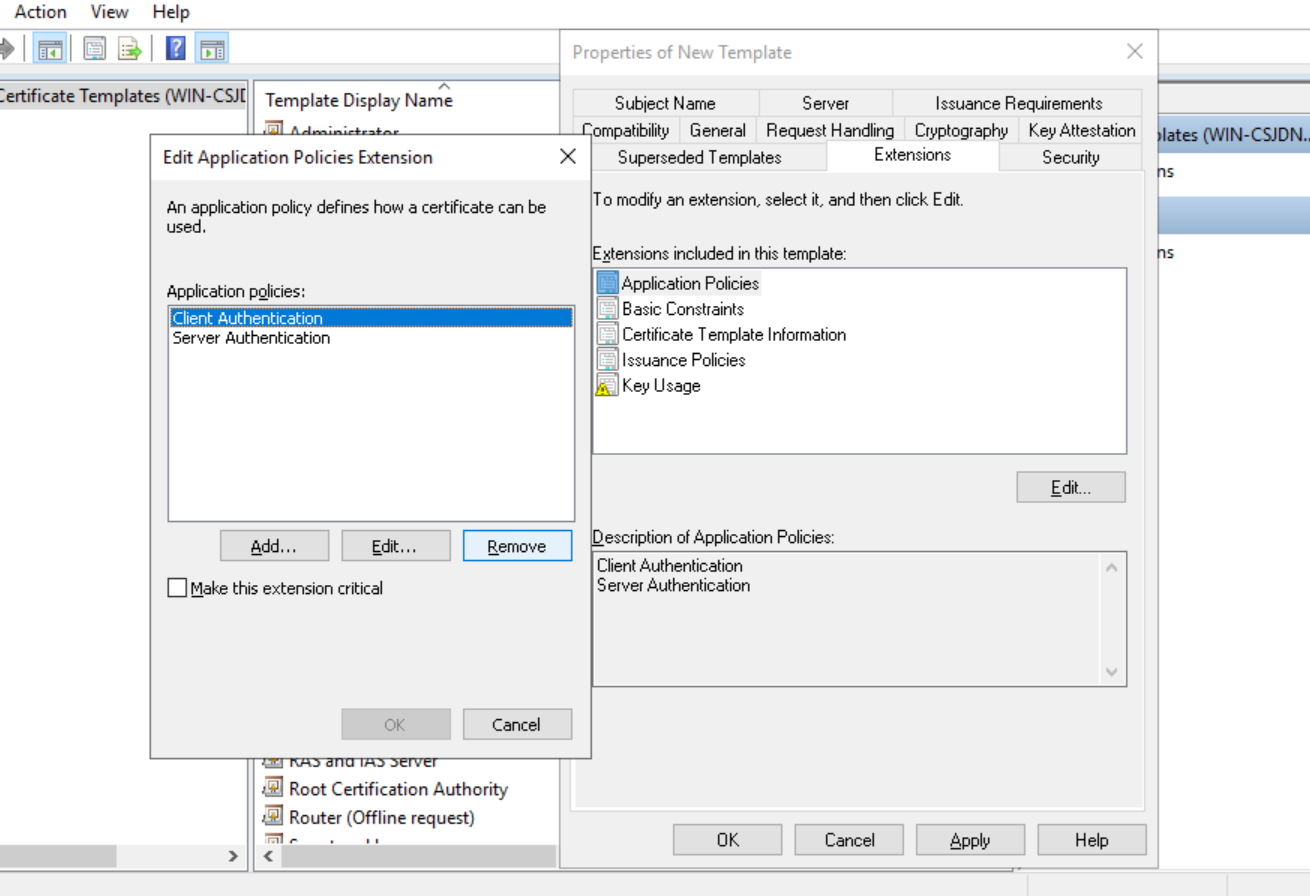 Action View Help
Certificate Templates (WIN-CSJD
Template Display Name
Administrator
RAS and IAS Server
Root Certification Authority
Router (Offline request)
Edit Application Policies Extension
An application policy defines how a certificate can be
used.
Application policies:
Client Authentication
Server Authentication
Add... Edit... Remove
Make this extension critical
OK Cancel
Properties of New Template
Subject Name Server Issuance Requirements
Compatibility General Request Handling Cryptography Key Attestation
Superseded Templates Extensions Security
To modify an extension, select it, and then click Edit.
Extensions included in this template:
Application Policies
Basic Constraints
Certificate Template Information
Issuance Policies
Key Usage
Edit...
Description of Application Policies:
Client Authentication
Server Authentication
OK Cancel Apply Help
plates (WIN-CSJDN...
ns
ns